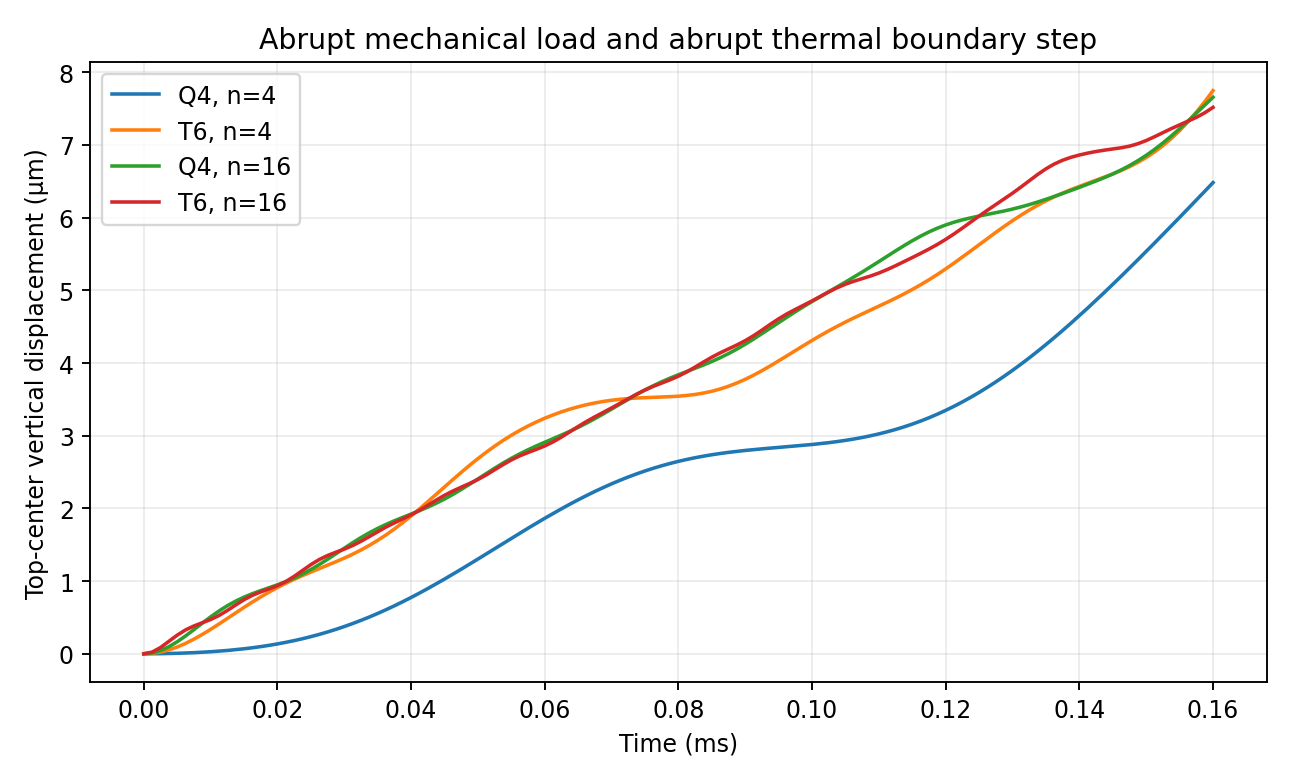 Abrupt mechanical load and abrupt thermal boundary step
Q4, n=4
T6, n=4
Q4, n=16
T6, n=16
Top-center vertical displacement (µm)
8
7
6
5
4
3
2
1
0
0.00 0.02 0.04 0.06 0.08 0.10 0.12 0.14 0.16
Time (ms)